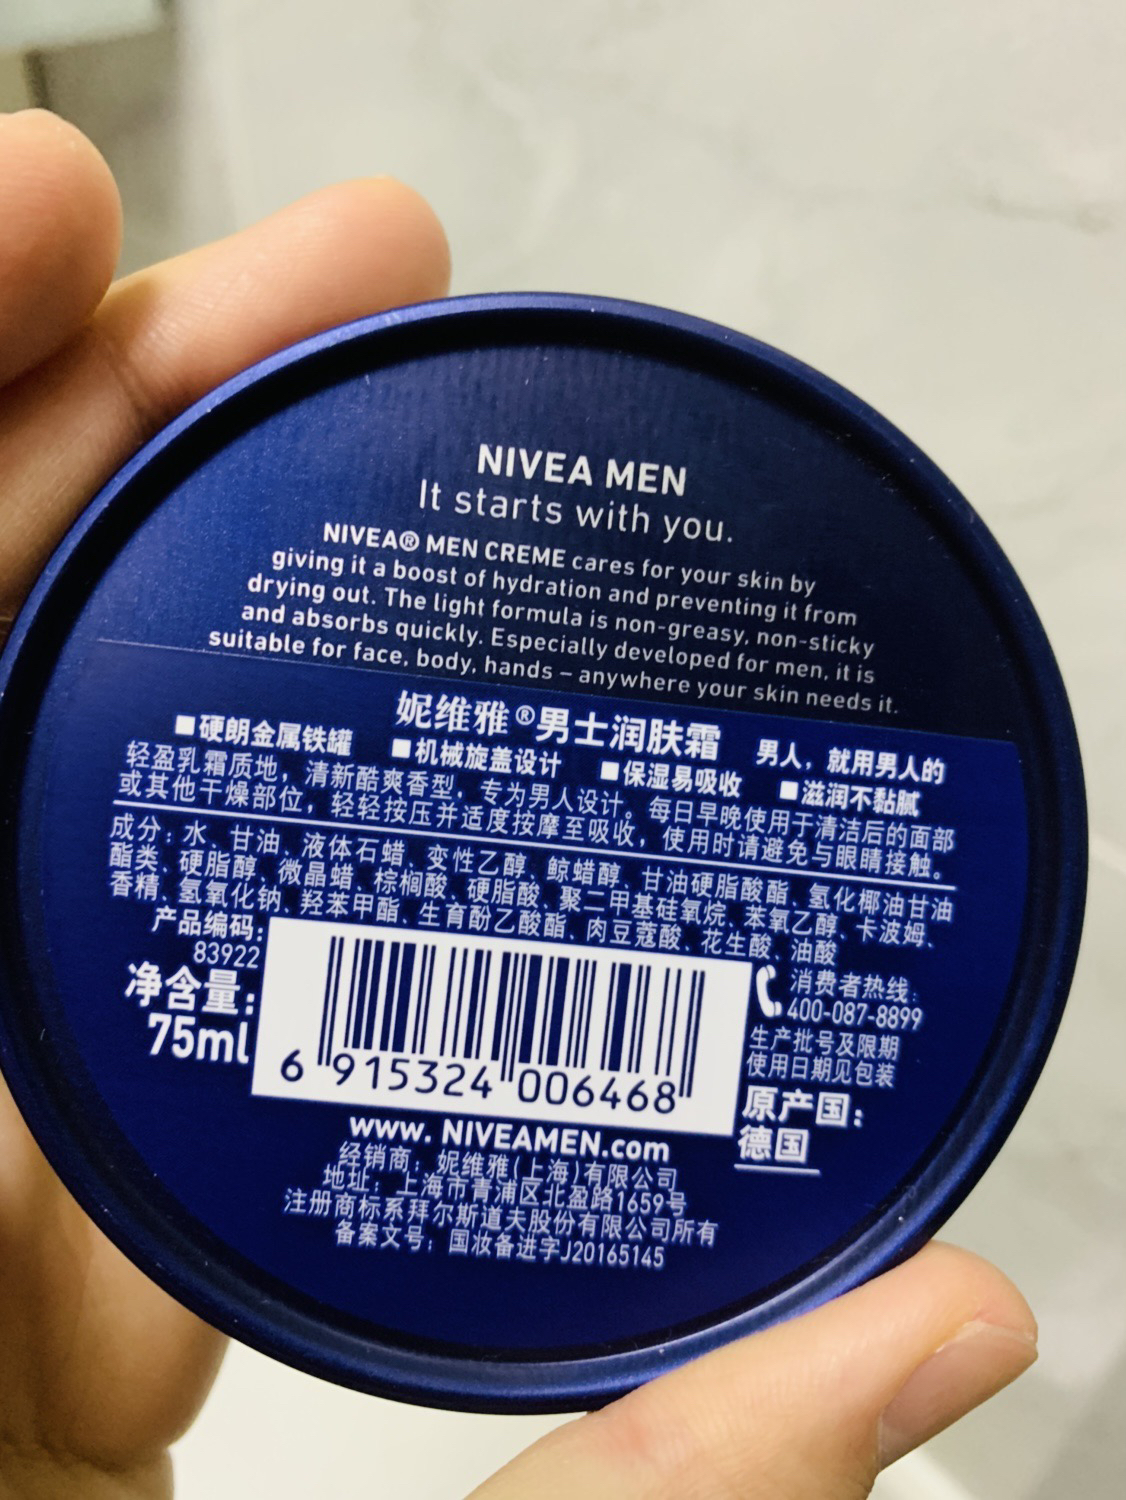 NIVEA MEN
It starts with you.
NIVEA® MEN CREME cares for your skin by
giving it a boost of hydration and preventing it from
drying out. The light formula is non-greasy, non-sticky
and absorbs quickly. Especially developed for men, it is
suitable for face, body, hands – anywhere your skin needs it.
妮维雅®男士润肤霜 男人，就用男人的
■硬朗金属铁罐 ■机械旋盖设计 ■保湿易吸收 ■滋润不黏腻
轻盈乳霜质地，清新酷爽香型，专为男人设计。每日早晚使用于清洁后的面部
或其他干燥部位，轻轻按压并适度按摩至吸收，使用时请避免与眼睛接触。
成分：水、甘油、液体石蜡、变性乙醇、鲸蜡醇、甘油硬脂酸酯、氢化椰油甘油
酯类、硬脂醇、微晶蜡、棕榈酸、硬脂酸、聚二甲基硅氧烷、苯氧乙醇、卡波姆、
香精、氢氧化钠、羟苯甲酯、生育酚乙酸酯、肉豆蔻酸、花生酸、油酸
产品编码：
83922
净含量：
75ml
6 915324 006468
消费者热线：
400-087-8899
生产批号及限期
使用日期见包装
原产国：
德国
www. NIVEAMEN.com
经销商：妮维雅(上海)有限公司
地址：上海市青浦区北盈路1659号
注册商标系拜尔斯道夫股份有限公司所有
备案文号：国妆备进字J20165145